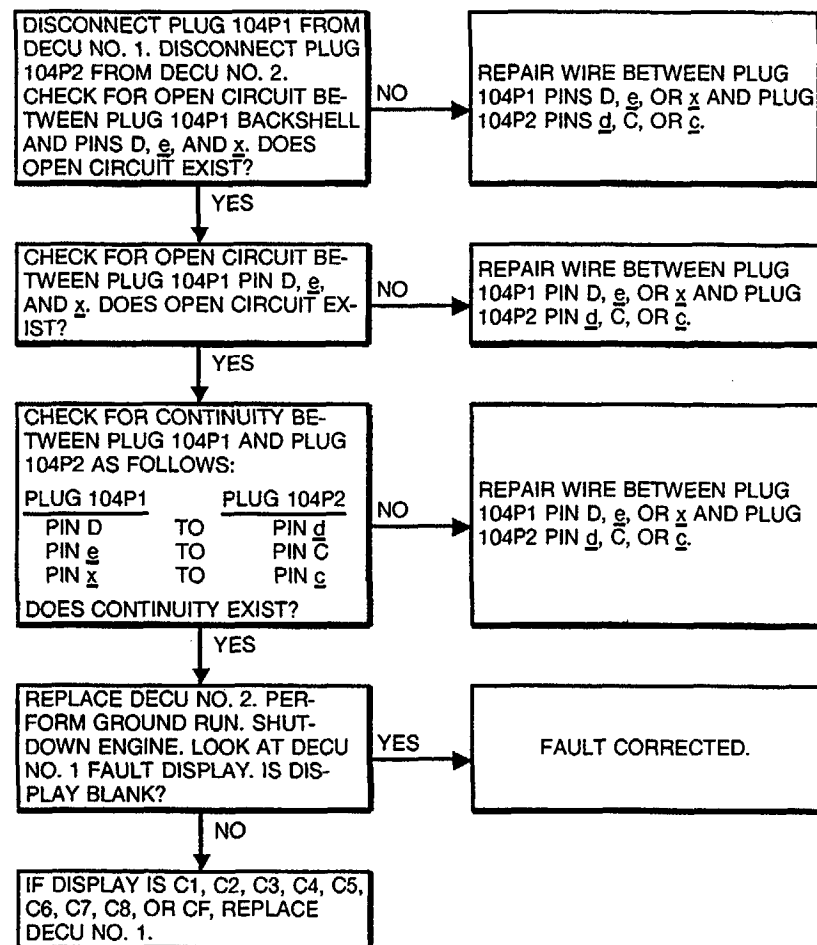 DISCONNECT PLUG 104P1 FROM
DECU NO. 1. DISCONNECT PLUG
104P2 FROM DECU NO. 2.
CHECK FOR OPEN CIRCUIT BE-
TWEEN PLUG 104P1 BACKSHELL
AND PINS D, e, AND x. DOES
OPEN CIRCUIT EXIST?
NO
REPAIR WIRE BETWEEN PLUG
104P1 PINS D, e, OR x AND PLUG
104P2 PINS d, C, OR c.
YES
CHECK FOR OPEN CIRCUIT BE-
TWEEN PLUG 104P1 PIN D, e,
AND x. DOES OPEN CIRCUIT EX-
IST?
NO
REPAIR WIRE BETWEEN PLUG
104P1 PIN D, e, OR x AND PLUG
104P2 PIN d, C, OR c.
YES
CHECK FOR CONTINUITY BE-
TWEEN PLUG 104P1 AND PLUG
104P2 AS FOLLOWS:
PLUG 104P1 PLUG 104P2
PIN D TO PIN d
PIN e TO PIN C
PIN x TO PIN c
DOES CONTINUITY EXIST?
NO
REPAIR WIRE BETWEEN PLUG
104P1 PIN D, e, OR x AND PLUG
104P2 PIN d, C, OR c.
YES
REPLACE DECU NO. 2. PER-
FORM GROUND RUN. SHUT-
DOWN ENGINE. LOOK AT DECU
NO. 1 FAULT DISPLAY. IS DIS-
PLAY BLANK?
YES
FAULT CORRECTED.
NO
IF DISPLAY IS C1, C2, C3, C4, C5,
C6, C7, C8, OR CF, REPLACE
DECU NO. 1.